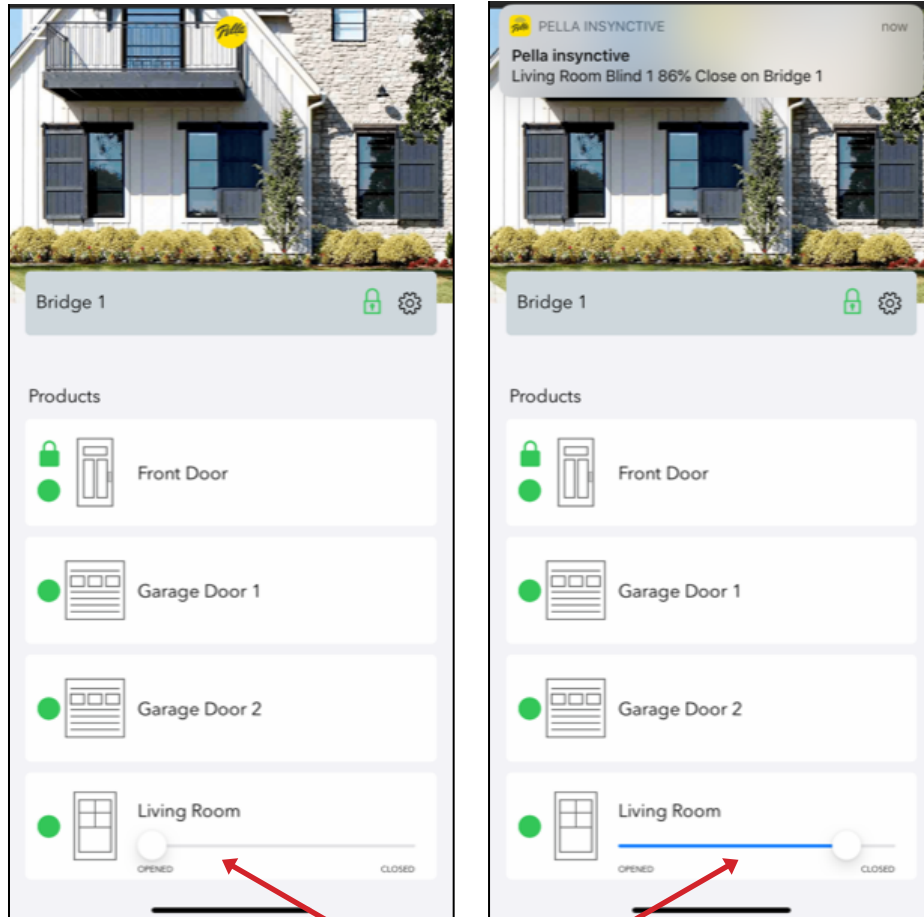 Pella
Bridge 1
Products
Front Door
Garage Door 1
Garage Door 2
Living Room
OPENED CLOSED
Pella PELLA INSYNCTIVE now
Pella insynctive
Living Room Blind 1 86% Close on Bridge 1
Bridge 1
Products
Front Door
Garage Door 1
Garage Door 2
Living Room
OPENED CLOSED